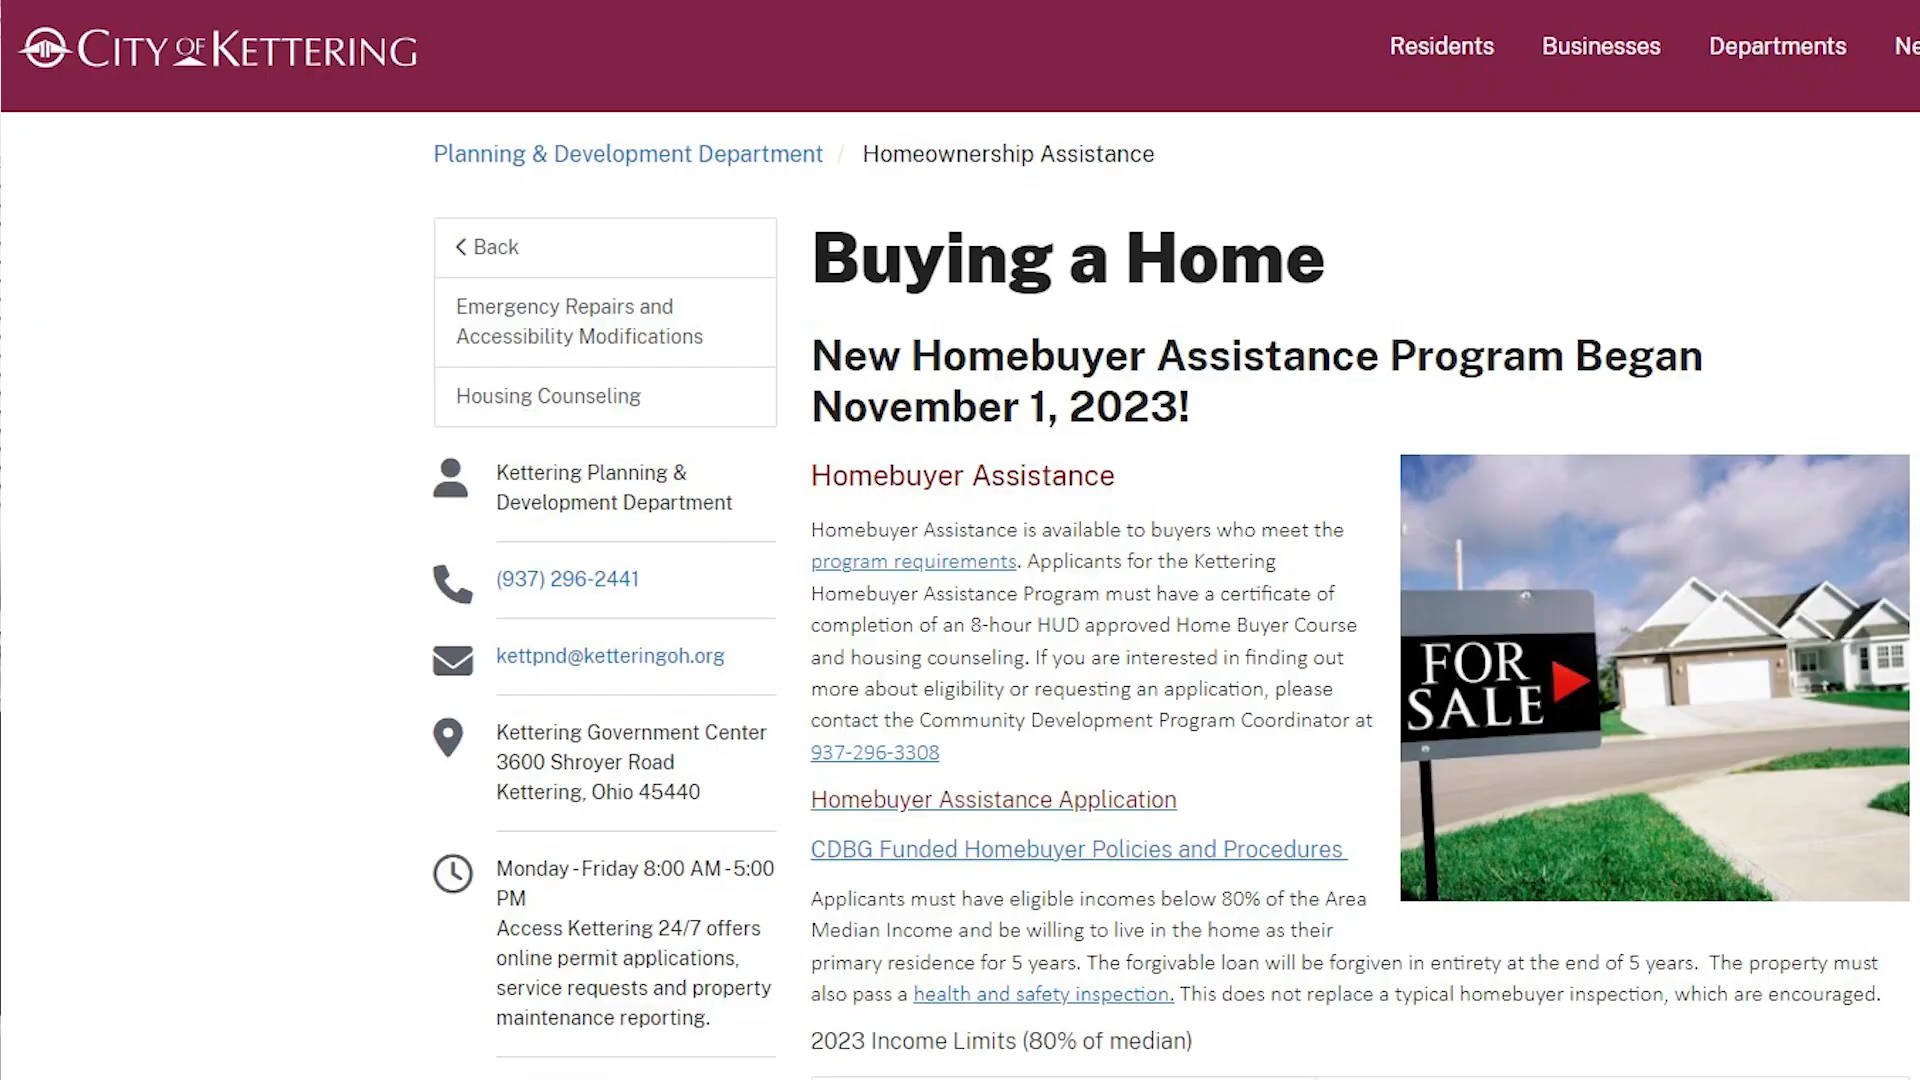 CITY OF KETTERING
Residents Businesses Departments Ne
Planning & Development Department / Homeownership Assistance
Back
Emergency Repairs and
Accessibility Modifications
Housing Counseling
Kettering Planning &
Development Department
(937) 296-2441
kettpnd@ketteringoh.org
Kettering Government Center
3600 Shroyer Road
Kettering, Ohio 45440
Monday - Friday 8:00 AM - 5:00
PM
Access Kettering 24/7 offers
online permit applications,
service requests and property
maintenance reporting.
Buying a Home
New Homebuyer Assistance Program Began
November 1, 2023!
Homebuyer Assistance
Homebuyer Assistance is available to buyers who meet the
program requirements. Applicants for the Kettering
Homebuyer Assistance Program must have a certificate of
completion of an 8-hour HUD approved Home Buyer Course
and housing counseling. If you are interested in finding out
more about eligibility or requesting an application, please
contact the Community Development Program Coordinator at
937-296-3308
Homebuyer Assistance Application
CDBG Funded Homebuyer Policies and Procedures
Applicants must have eligible incomes below 80% of the Area
Median Income and be willing to live in the home as their
primary residence for 5 years. The forgivable loan will be forgiven in entirety at the end of 5 years. The property must
also pass a health and safety inspection. This does not replace a typical homebuyer inspection, which are encouraged.
2023 Income Limits (80% of median)
FOR
SALE